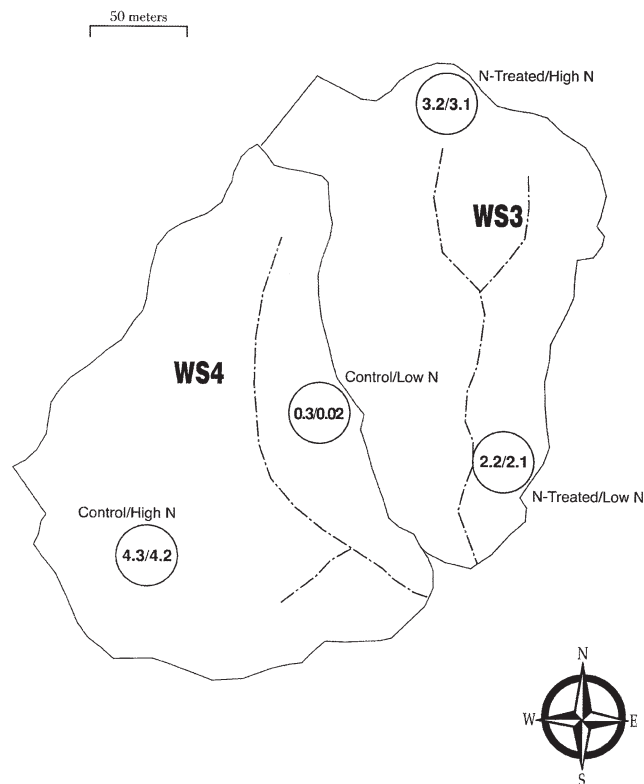 50 meters
N-Treated/High N
3.2/3.1
WS3
WS4
Control/Low N
0.3/0.02
2.2/2.1
N-Treated/Low N
Control/High N
4.3/4.2
N
W
E
S